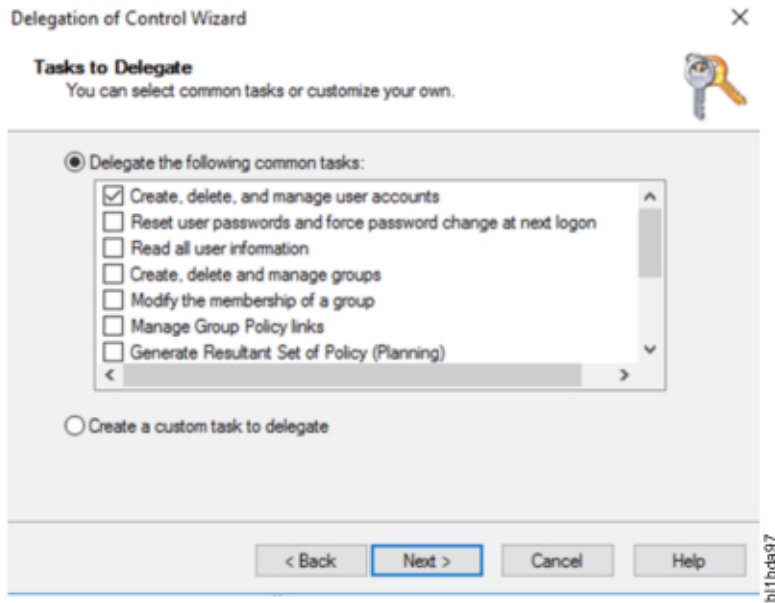 Delegation of Control Wizard
Tasks to Delegate
You can select common tasks or customize your own.
Delegate the following common tasks:
Create, delete, and manage user accounts
Reset user passwords and force password change at next logon
Read all user information
Create, delete and manage groups
Modify the membership of a group
Manage Group Policy links
Generate Resultant Set of Policy (Planning)
Create a custom task to delegate
< Back
Next >
Cancel
Help